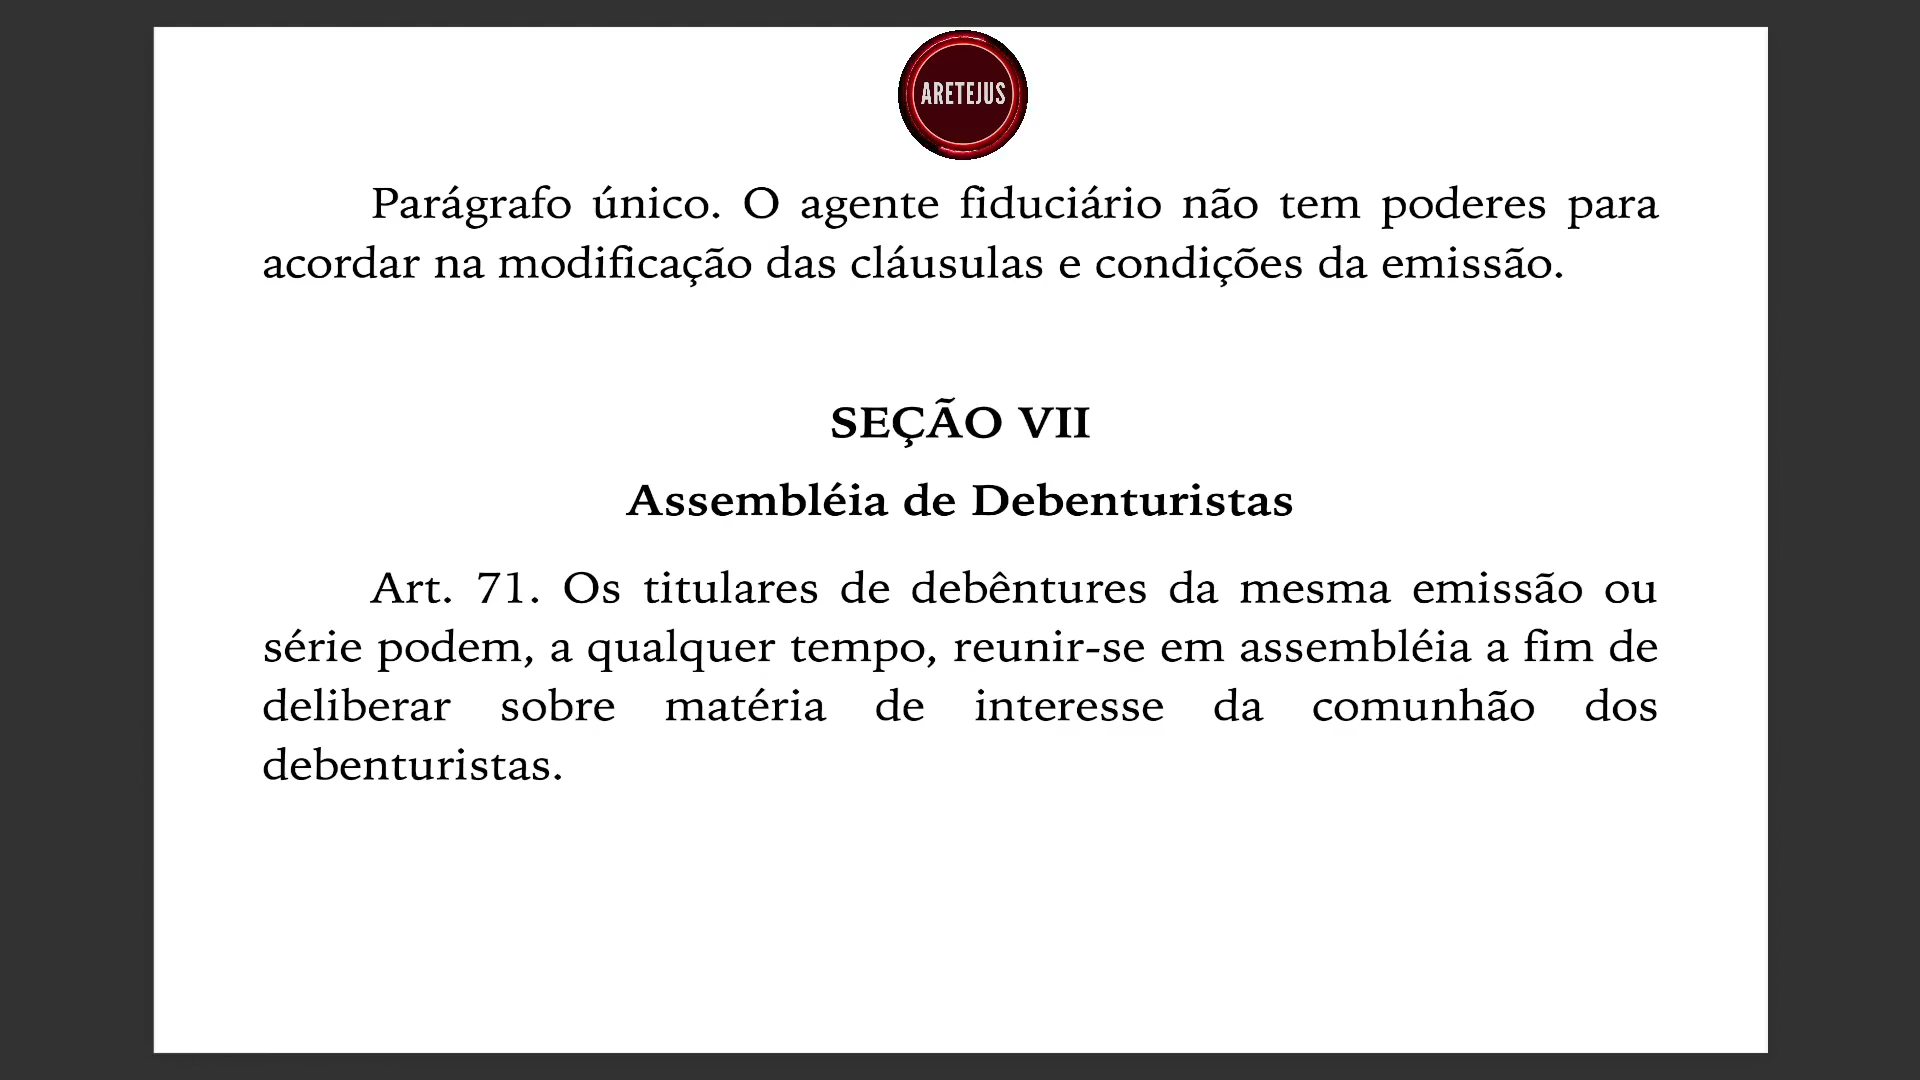 ARETEJUS
Parágrafo único. O agente fiduciário não tem poderes para
acordar na modificação das cláusulas e condições da emissão.
SEÇÃO VII
Assembléia de Debenturistas
Art. 71. Os titulares de debêntures da mesma emissão ou
série podem, a qualquer tempo, reunir-se em assembléia a fim de
deliberar sobre matéria de interesse da comunhão dos
debenturistas.